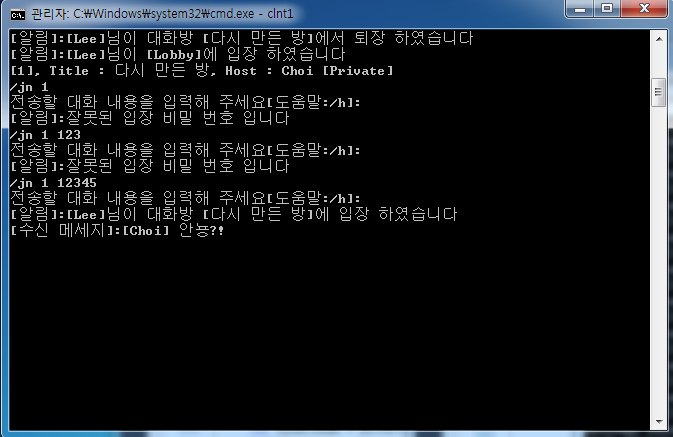 관리자: C:₩Windows₩system32₩cmd.exe - clnt1
[알림]:[Lee]님이 대화방 [다시 만든 방]에서 퇴장 하였습니다
[알림]:[Lee]님이 [Lobby]에 입장 하였습니다
[1], Title : 다시 만든 방, Host : Choi [Private]
/jn 1
전송할 대화 내용을 입력해 주세요[도움말:/h]:
[알림]:잘못된 입장 비밀 번호 입니다
/jn 1 123
전송할 대화 내용을 입력해 주세요[도움말:/h]:
[알림]:잘못된 입장 비밀 번호 입니다
/jn 1 12345
전송할 대화 내용을 입력해 주세요[도움말:/h]:
[알림]:[Lee]님이 대화방 [다시 만든 방]에 입장 하였습니다
[수신 메세지]:[Choi] 안뇽?!